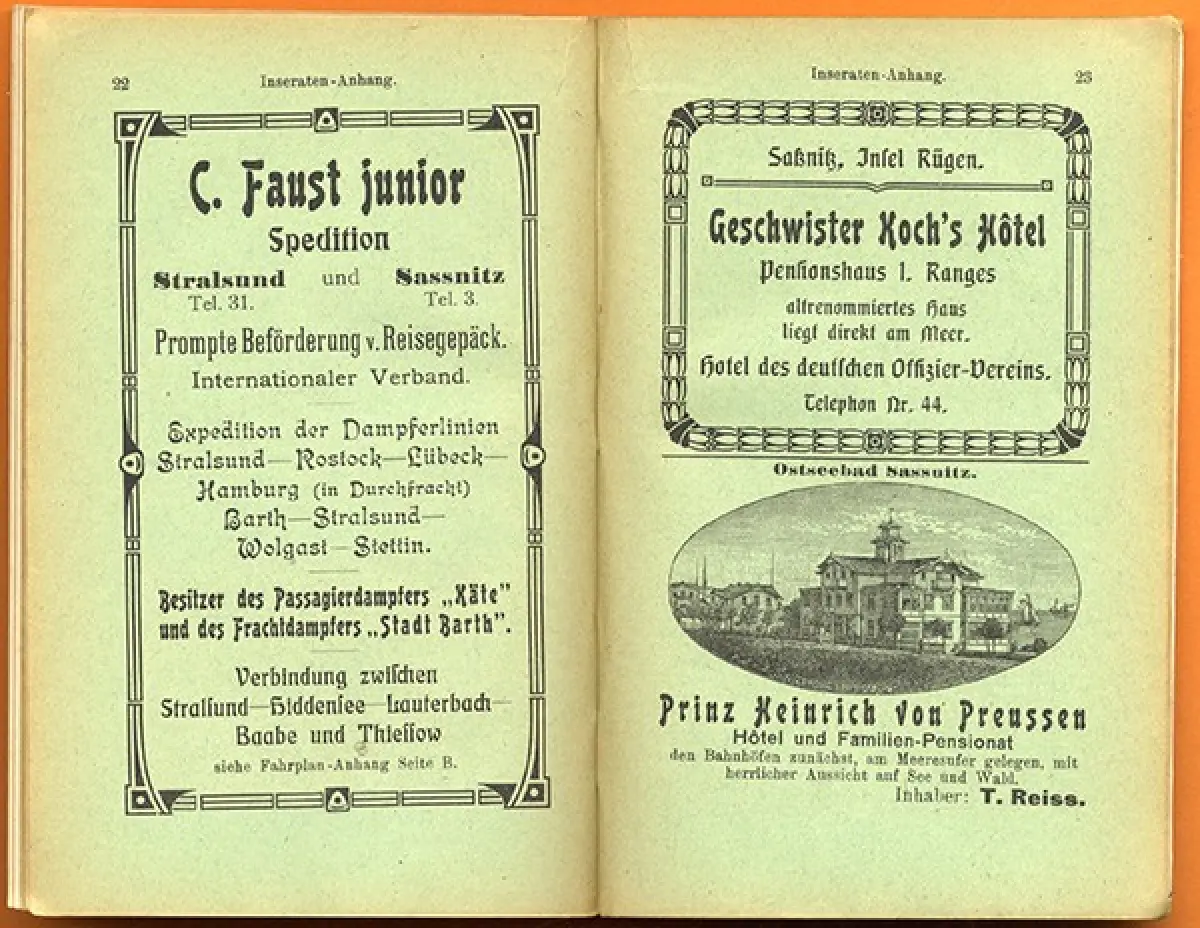 22
Inseraten-Anhang.
C. Faust junior
Spedition
Stralsund und Sassnitz
Tel. 31. Tel. 3.
Prompte Beförderung v. Reisegepäck.
Internationaler Verband.
Expedition der Dampferlinien
Stralsund—Rostock—Lübeck—
Hamburg (in Durchfracht)
Barth—Stralsund—
Wolgast—Stettin.
Besitzer des Passagierdampfers „Käte"
und des Frachtdampfers „Stadt Barth".
Verbindung zwiſchen
Stralſund—Hiddenſee—Lauterbach—
Baabe und Thieſſow
siehe Fahrplan-Anhang Seite B.
Inseraten-Anhang.
23
Saßnitz, Inſel Rügen.
Geschwister Koch's Hôtel
Penſionshaus 1. Ranges
altrenommiertes Haus
liegt direkt am Meer.
Hotel des deutſchen Offizier-Vereins.
Telephon Nr. 44.
Ostseebad Sassnitz.
Prinz Heinrich von Preussen
Hôtel und Familien-Pensionat
den Bahnhöfen zunächst, am Meeresufer gelegen, mit
herrlicher Aussicht auf See und Wald.
Inhaber: T. Reiss.